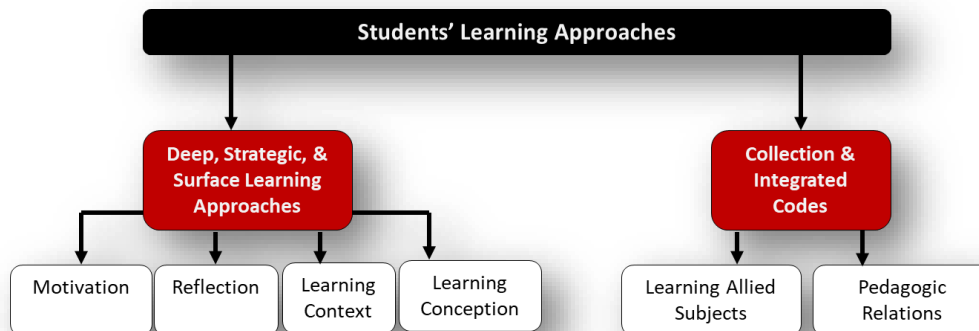 Students’ Learning Approaches
Deep, Strategic, &
Surface Learning
Approaches
Collection &
Integrated
Codes
Motivation
Reflection
Learning
Context
Learning
Conception
Learning Allied
Subjects
Pedagogic
Relations